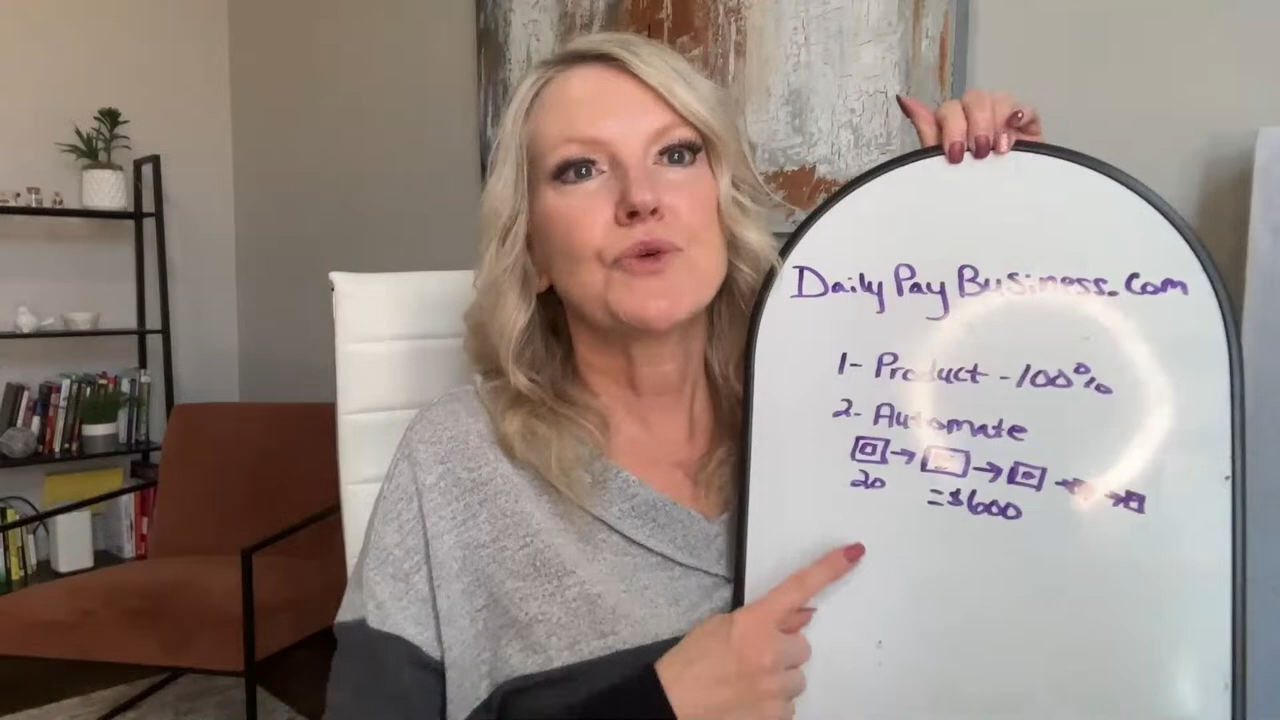 DailyPayBusiness.Com
1- Product - 100%
2- Automate
20
= $600